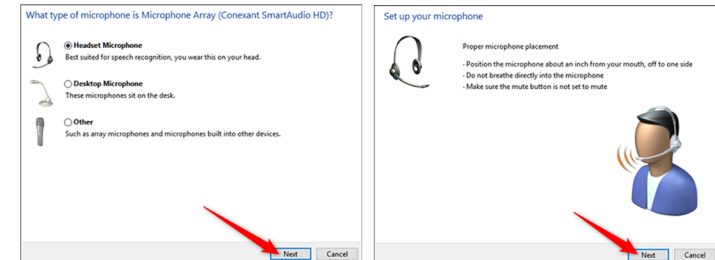 What type of microphone is Microphone Array (Conexant SmartAudio HD)?
Headset Microphone
Best suited for speech recognition, you wear this on your head.
Desktop Microphone
These microphones sit on the desk.
Other
Such as array microphones and microphones built into other devices.
Next
Cancel
Set up your microphone
Proper microphone placement
- Position the microphone about an inch from your mouth, off to one side
- Do not breathe directly into the microphone
- Make sure the mute button is not set to mute
Next
Cancel